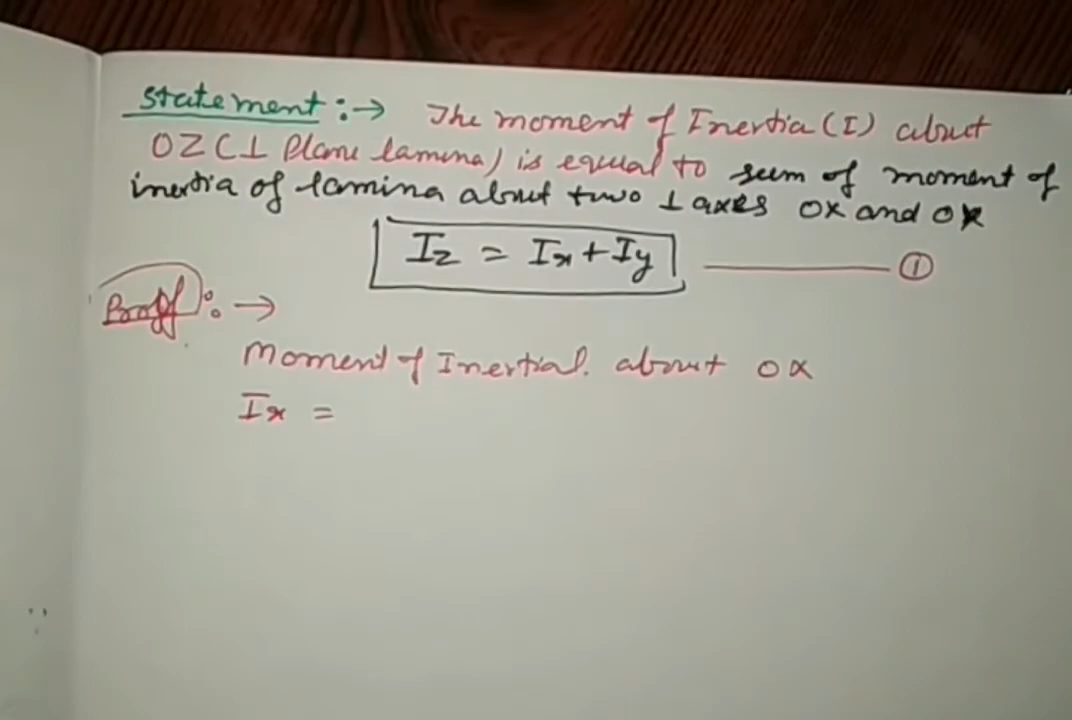 Statement :→ The moment of Inertia (I) about
OZ (⊥ Plane lamina) is equal to sum of moment of
inertia of lamina about two ⊥ axes OX and OY
Iz = Ix + Iy ——— ①
Proff :→
Moment of Inertial. about OX
Ix =